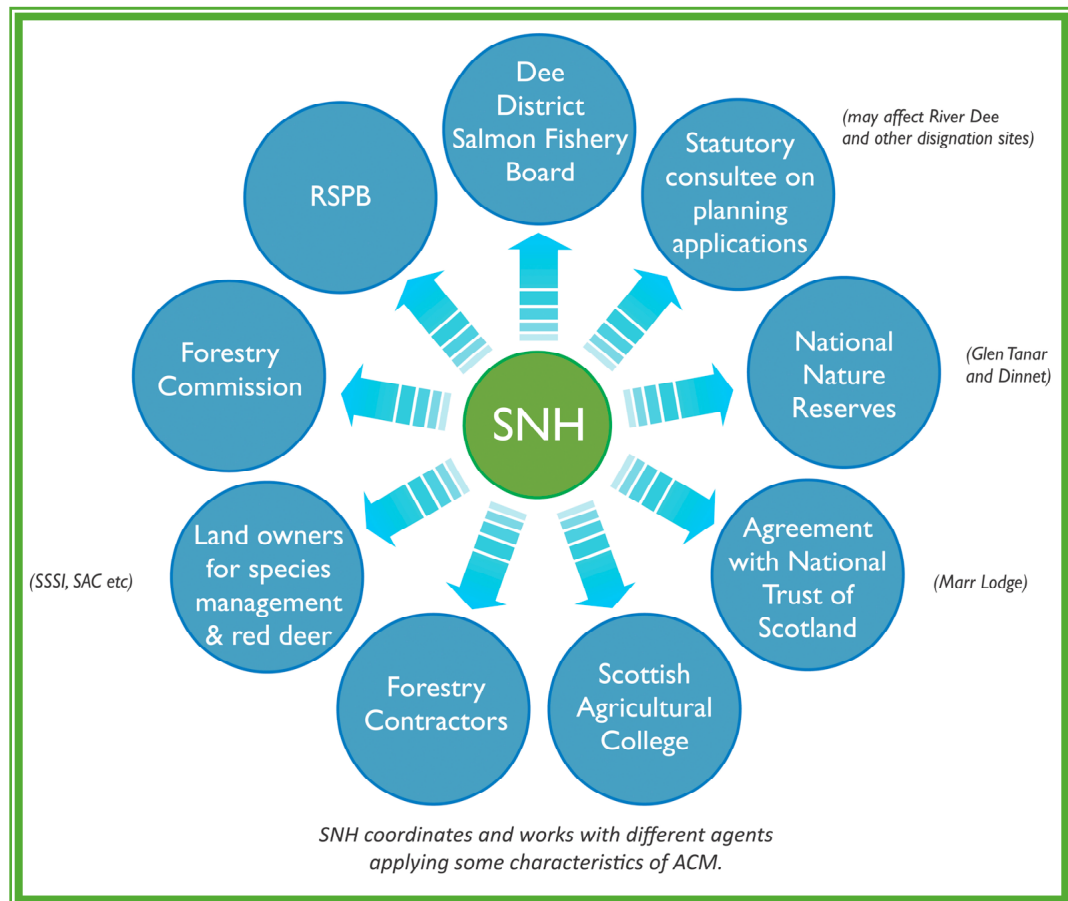 Dee
District
Salmon Fishery
Board
Statutory
consultee on
planning
applications
(may affect River Dee
and other disignation sites)
National
Nature
Reserves
(Glen Tanar
and Dinnet)
Agreement
with National
Trust of
Scotland
(Marr Lodge)
Scottish
Agricultural
College
Forestry
Contractors
Land owners
for species
management
& red deer
(SSSI, SAC etc)
Forestry
Commission
RSPB
SNH
SNH coordinates and works with different agents
applying some characteristics of ACM.